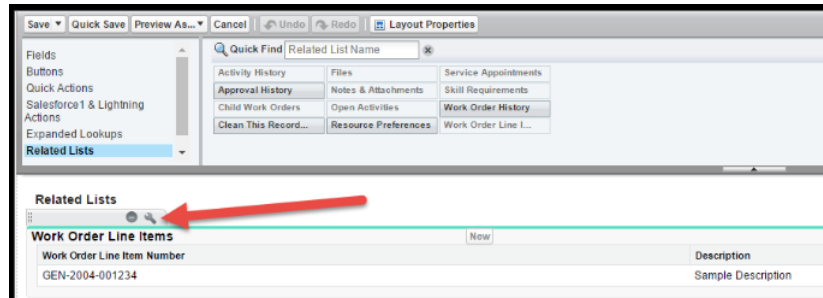 Save Quick Save Preview As... Cancel Undo Redo Layout Properties
Fields
Buttons
Quick Actions
Salesforce1 & Lightning
Actions
Expanded Lookups
Related Lists
Quick Find Related List Name
Activity History Files Service Appointments
Approval History Notes & Attachments Skill Requirements
Child Work Orders Open Activities Work Order History
Clean This Record... Resource Preferences Work Order Line I...
Related Lists
Work Order Line Items New
Work Order Line Item Number Description
GEN-2004-001234 Sample Description